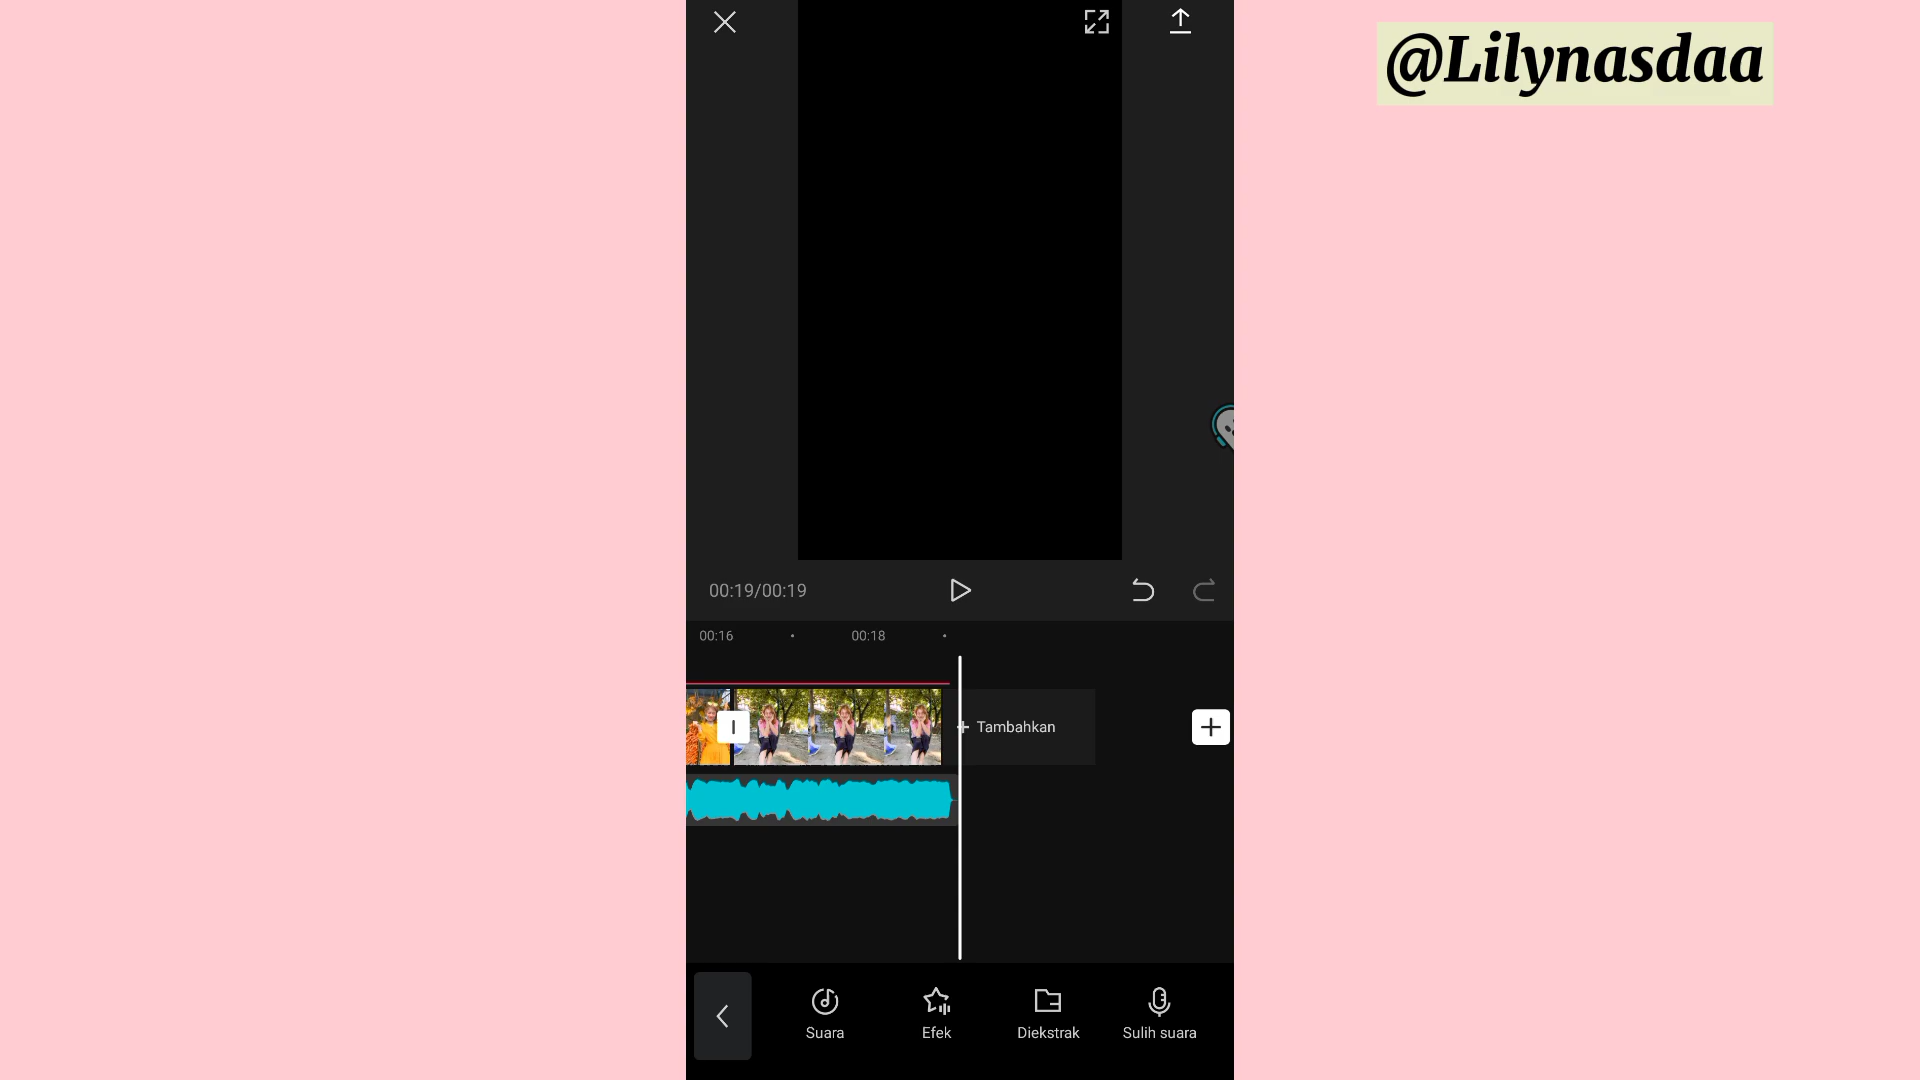 @Lilynasdaa
00:19/00:19
00:16
00:18
+ Tambahkan
Suara
Efek
Diekstrak
Sulih suara